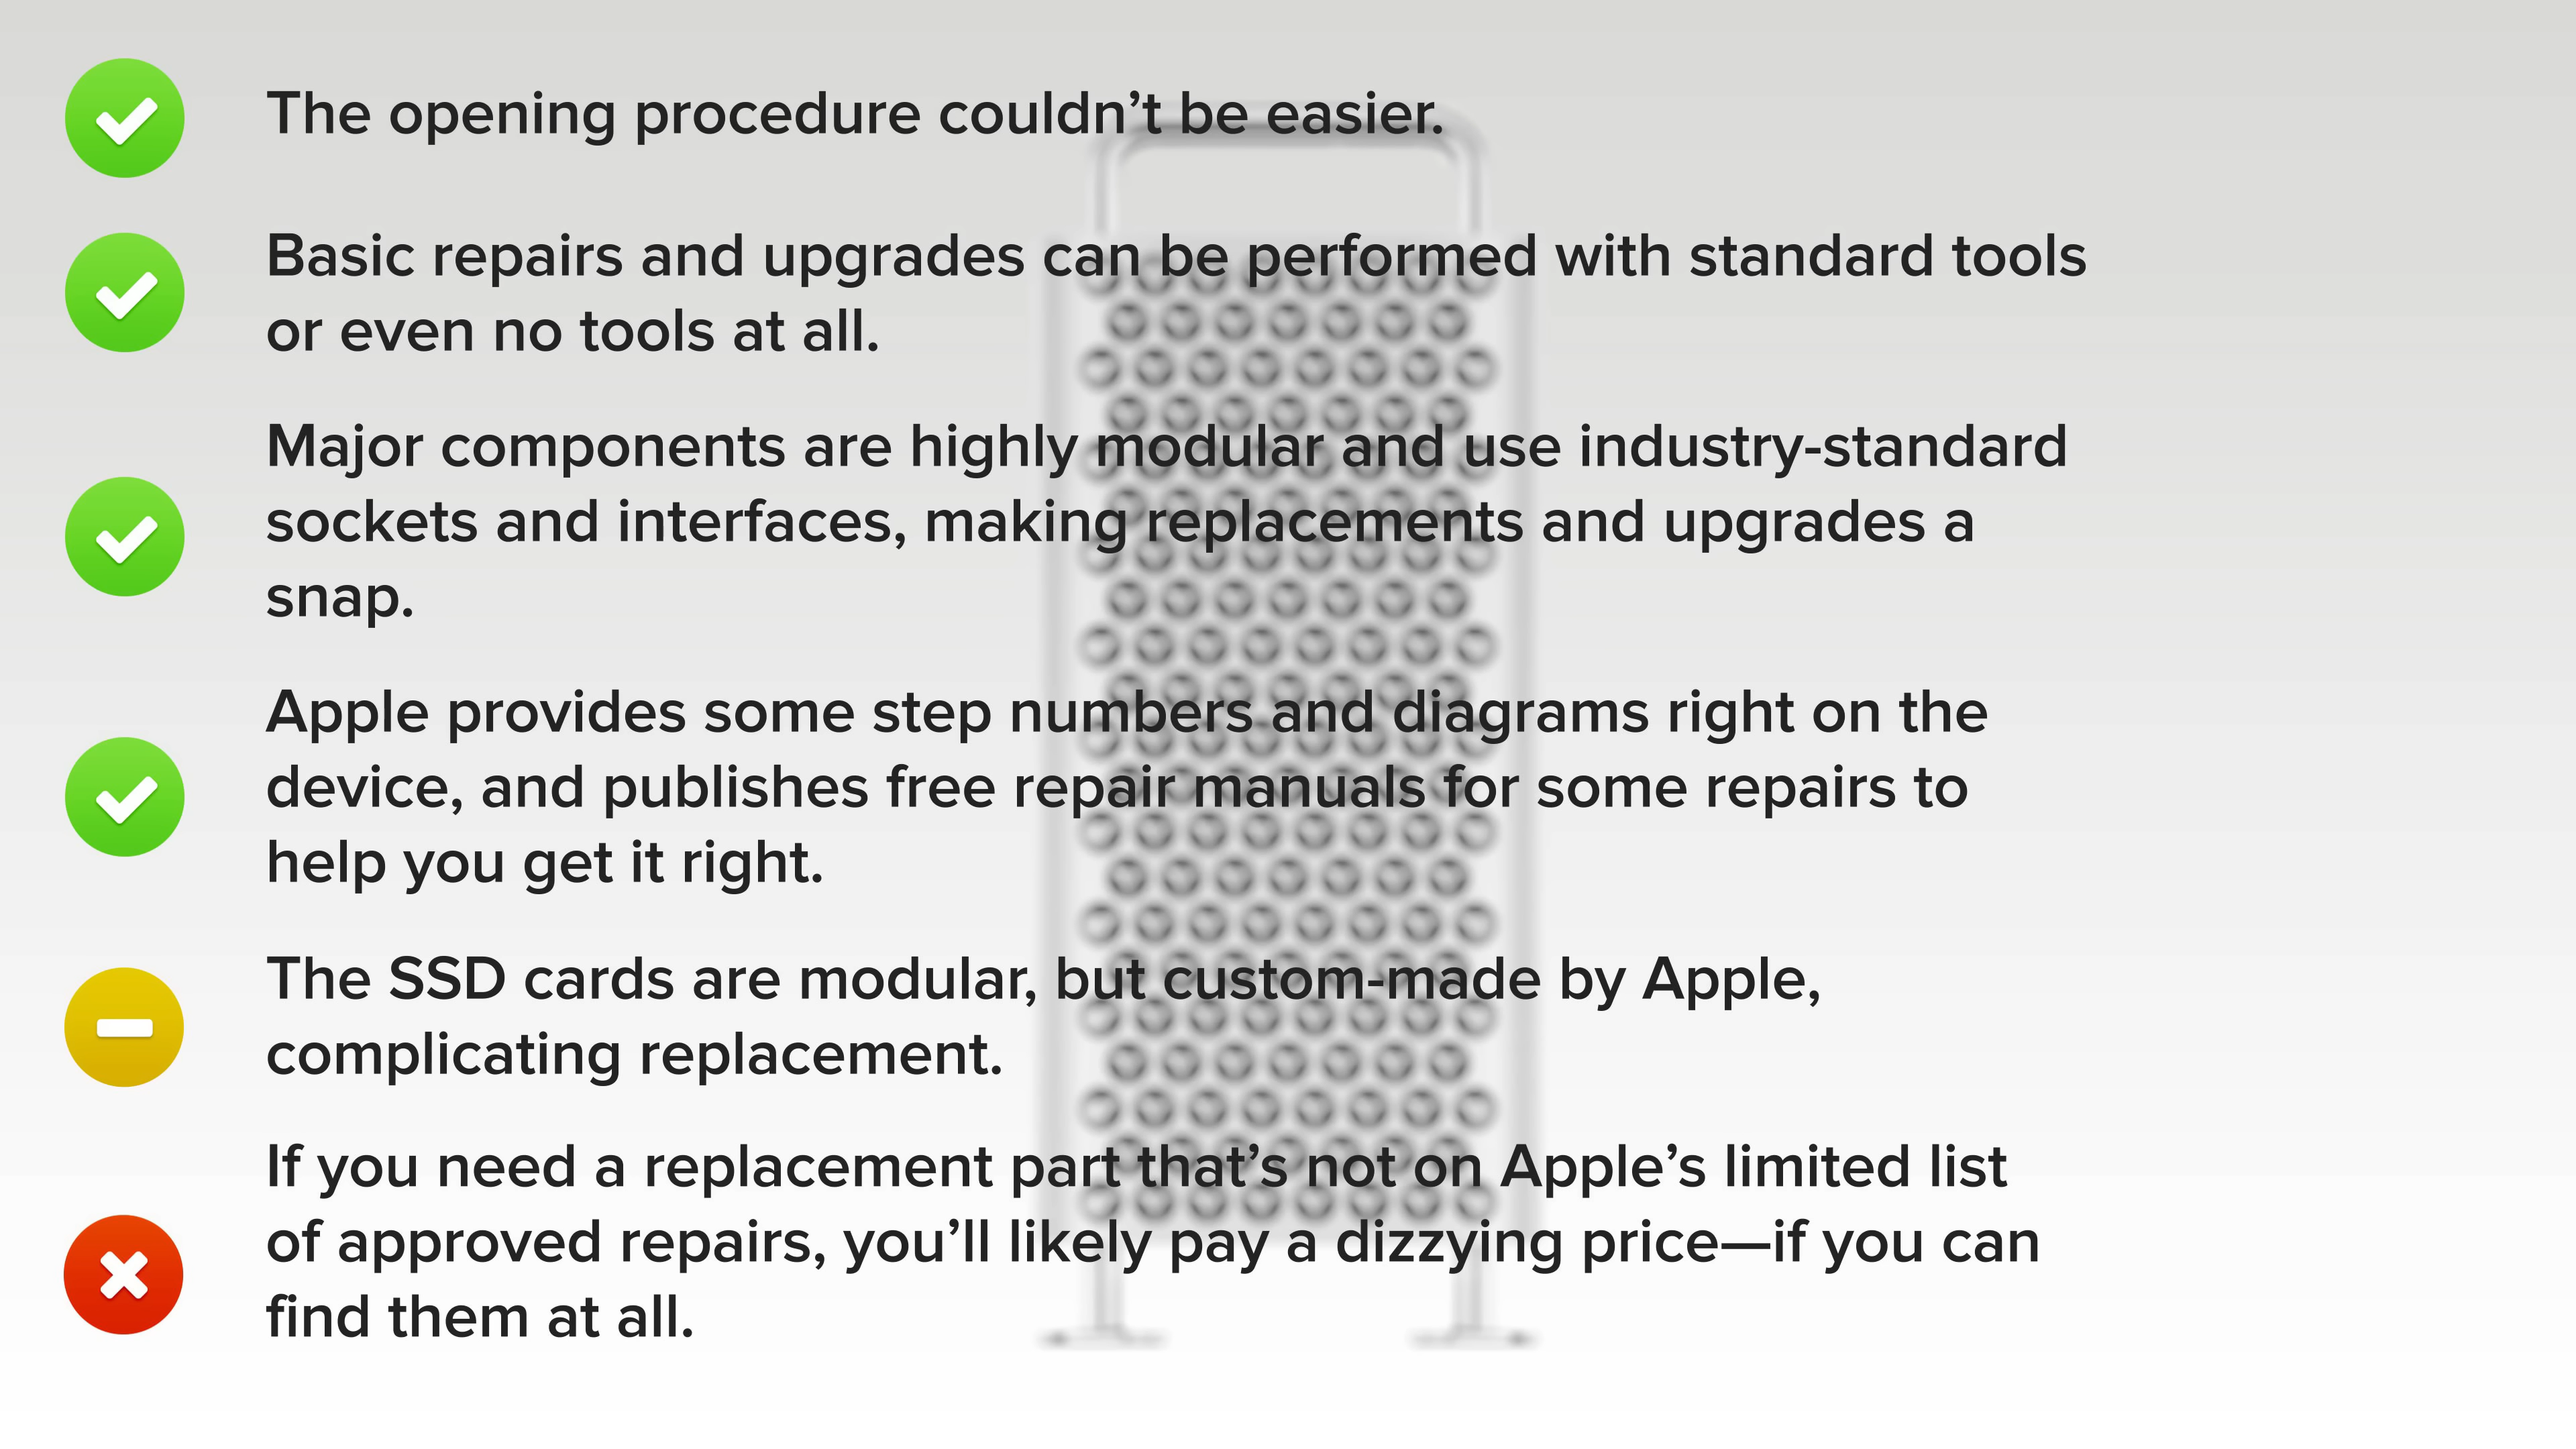 The opening procedure couldn’t be easier.
Basic repairs and upgrades can be performed with standard tools
or even no tools at all.
Major components are highly modular and use industry-standard
sockets and interfaces, making replacements and upgrades a
snap.
Apple provides some step numbers and diagrams right on the
device, and publishes free repair manuals for some repairs to
help you get it right.
The SSD cards are modular, but custom-made by Apple,
complicating replacement.
If you need a replacement part that’s not on Apple’s limited list
of approved repairs, you’ll likely pay a dizzying price—if you can
find them at all.